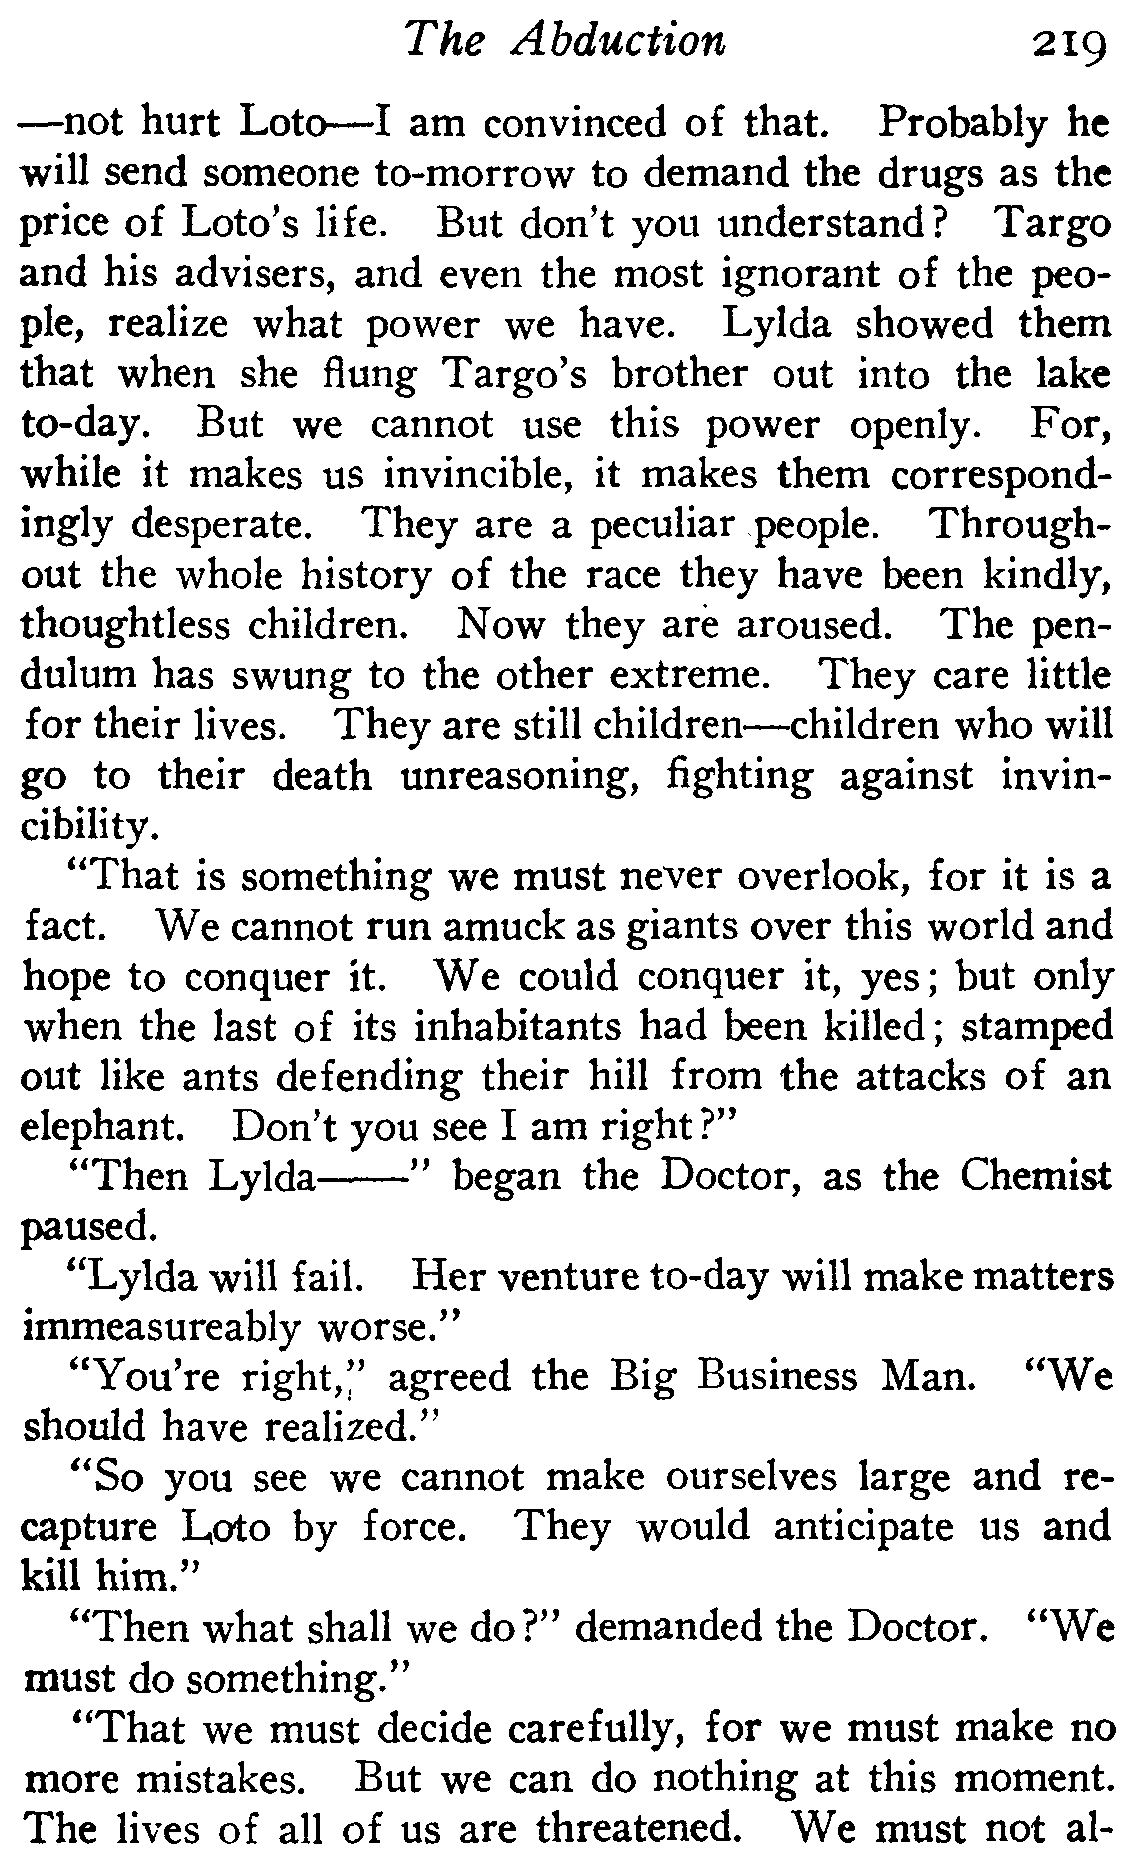 The Abduction 219
—not hurt Loto—I am convinced of that. Probably he
will send someone to-morrow to demand the drugs as the
price of Loto's life. But don't you understand? Targo
and his advisers, and even the most ignorant of the peo-
ple, realize what power we have. Lylda showed them
that when she flung Targo's brother out into the lake
to-day. But we cannot use this power openly. For,
while it makes us invincible, it makes them correspond-
ingly desperate. They are a peculiar people. Through-
out the whole history of the race they have been kindly,
thoughtless children. Now they are aroused. The pen-
dulum has swung to the other extreme. They care little
for their lives. They are still children—children who will
go to their death unreasoning, fighting against invin-
cibility.
"That is something we must never overlook, for it is a
fact. We cannot run amuck as giants over this world and
hope to conquer it. We could conquer it, yes; but only
when the last of its inhabitants had been killed; stamped
out like ants defending their hill from the attacks of an
elephant. Don't you see I am right?"
"Then Lylda——" began the Doctor, as the Chemist
paused.
"Lylda will fail. Her venture to-day will make matters
immeasureably worse."
"You're right," agreed the Big Business Man. "We
should have realized."
"So you see we cannot make ourselves large and re-
capture Loto by force. They would anticipate us and
kill him."
"Then what shall we do?" demanded the Doctor. "We
must do something."
"That we must decide carefully, for we must make no
more mistakes. But we can do nothing at this moment.
The lives of all of us are threatened. We must not al-